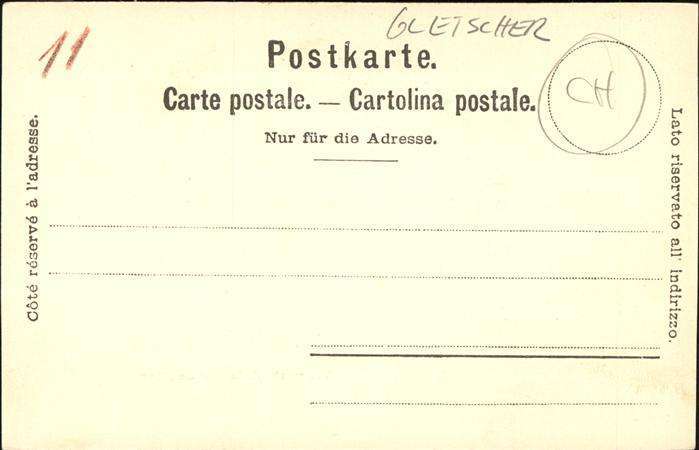 11
GLETSCHER
Postkarte.
CH
Carte postale. — Cartolina postale.
Nur für die Adresse.
Côté réservé à l'adresse.
Lato riservato all' indirizzo.